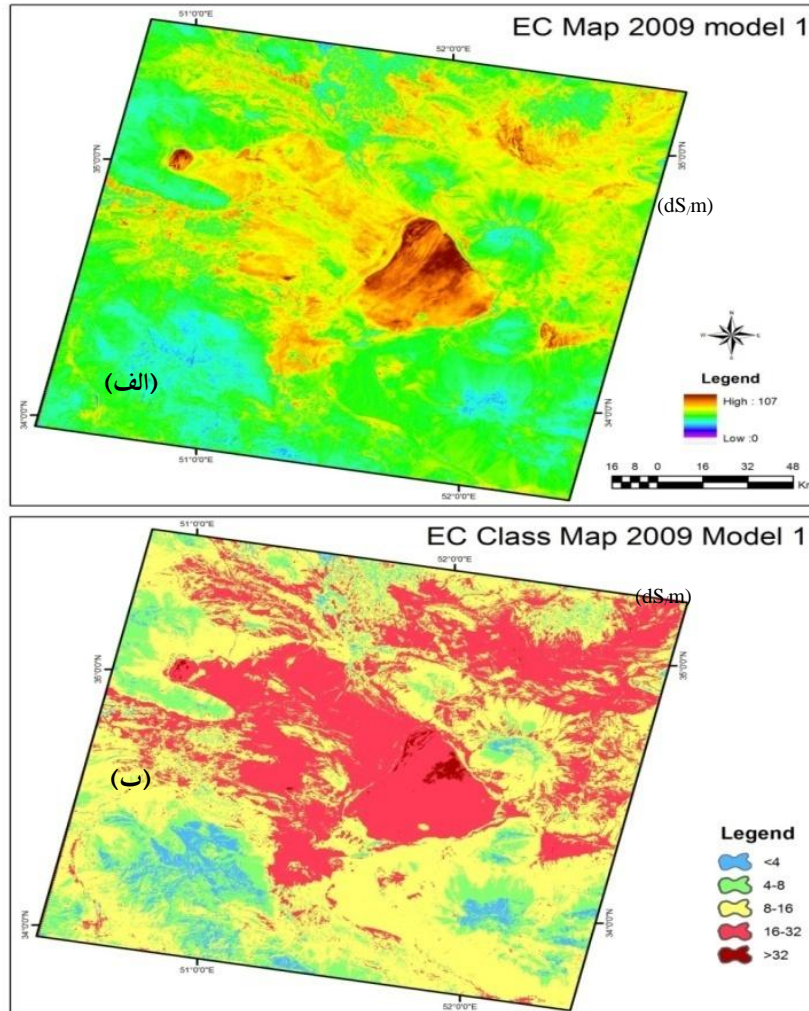 EC Map 2009 model 1
51°0'0"E
52°0'0"E
35°0'0"N
35°0'0"N
(dS/m)
N
W
E
S
(الف)
Legend
High : 107
Low :0
34°0'0"N
34°0'0"N
16 8 0 16 32 48
Km
51°0'0"E
52°0'0"E
EC Class Map 2009 Model 1
51°0'0"E
52°0'0"E
(dS/m)
35°0'0"N
35°0'0"N
(ب)
Legend
<4
4-8
8-16
16-32
>32
34°0'0"N
34°0'0"N
51°0'0"E
52°0'0"E